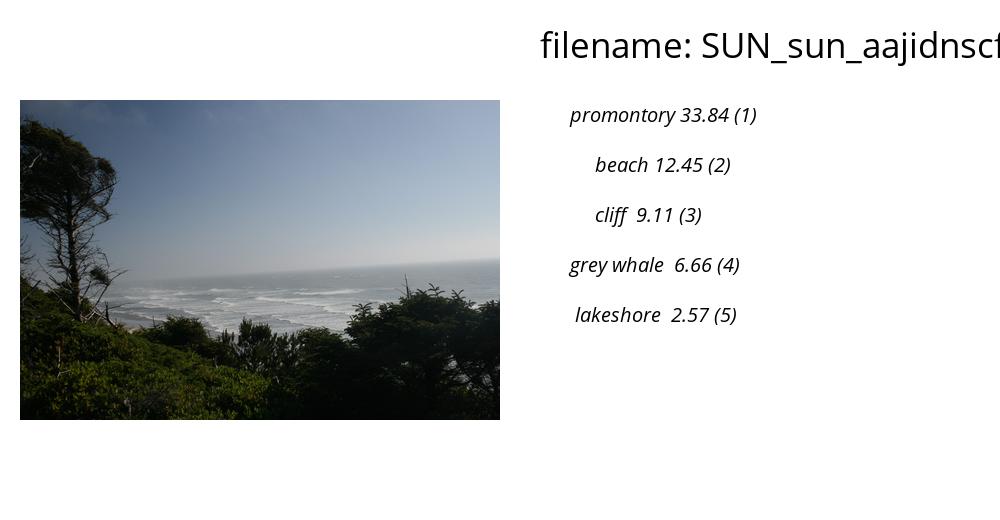 filename: SUN_sun_aajidnscf
promontory 33.84 (1)
beach 12.45 (2)
cliff 9.11 (3)
grey whale 6.66 (4)
lakeshore 2.57 (5)